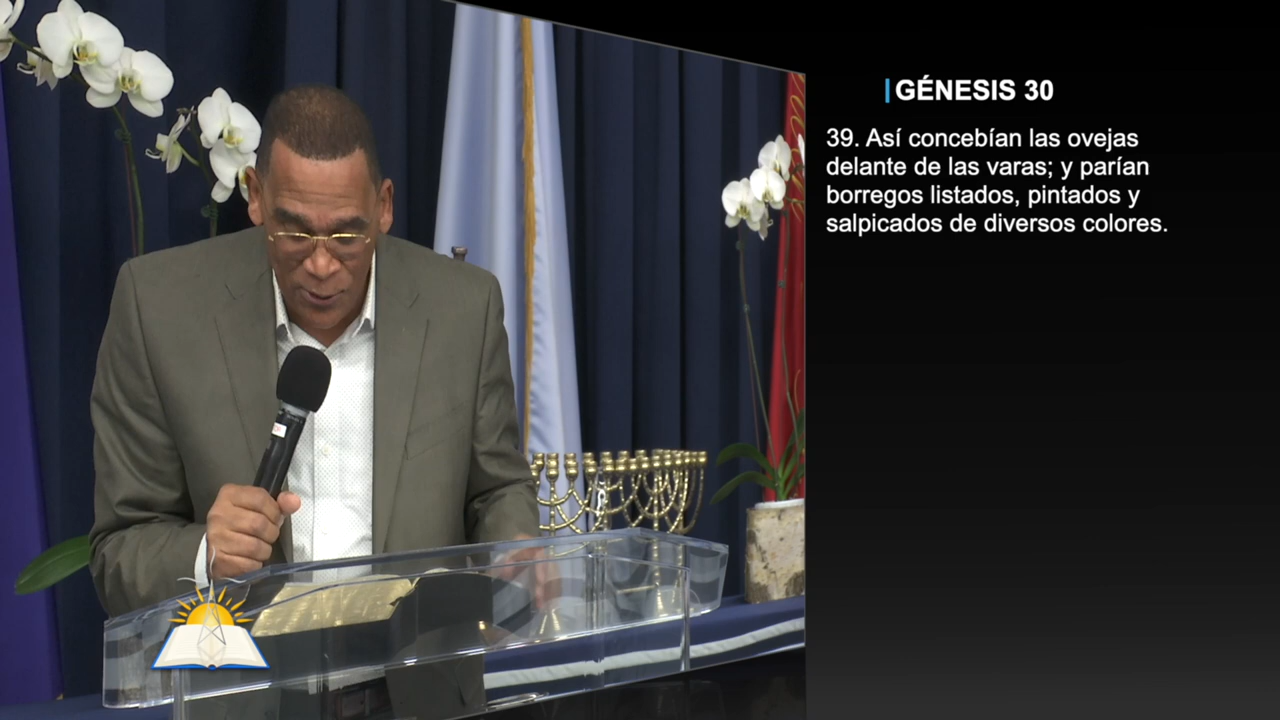 GÉNESIS 30
39. Así concebían las ovejas
delante de las varas; y parían
borregos listados, pintados y
salpicados de diversos colores.